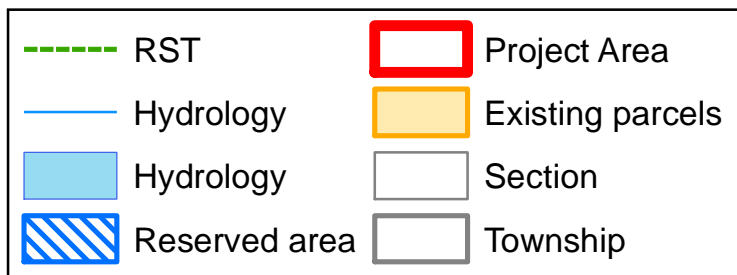 RST
Hydrology
Hydrology
Reserved area
Project Area
Existing parcels
Section
Township